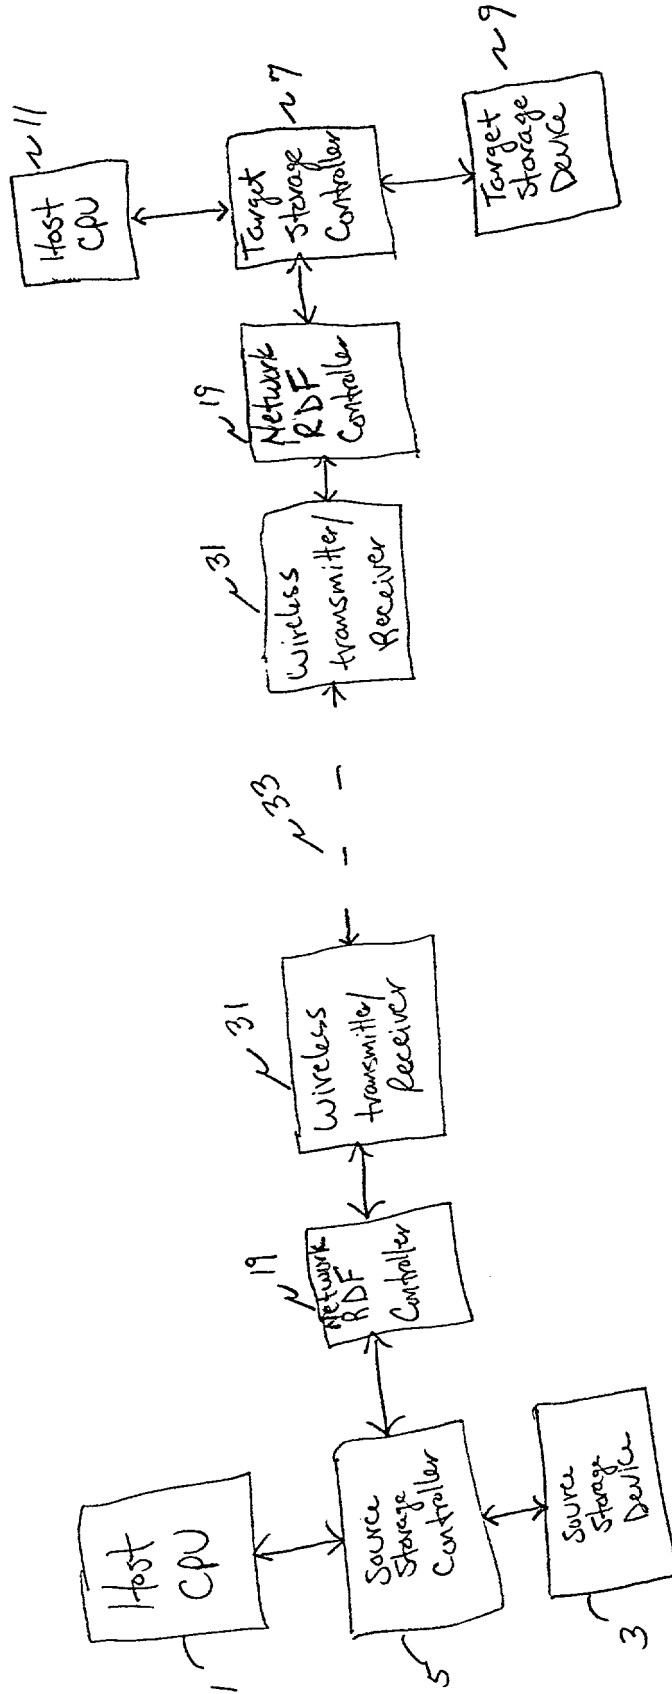 Host
CPU
1
Source
Storage
Controller
5
Source
Storage
Device
3
19
Network
RDF
Controller
31
Wireless
transmitter/
Receiver
33
31
Wireless
transmitter/
Receiver
19
Network
RDF
Controller
Host
CPU
11
Target
Storage
Controller
7
Target
Storage
Device
9